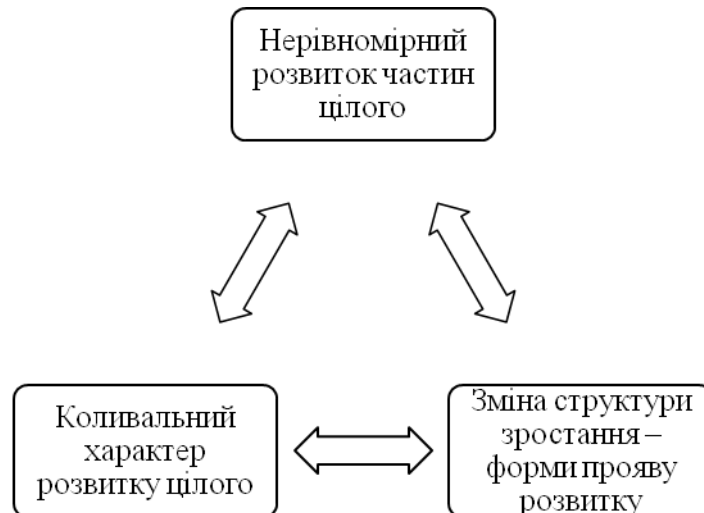 Нерівномірний
розвиток частин
цілого
Коливальний
характер
розвитку цілого
Зміна структури
зростання –
форми прояву
розвитку